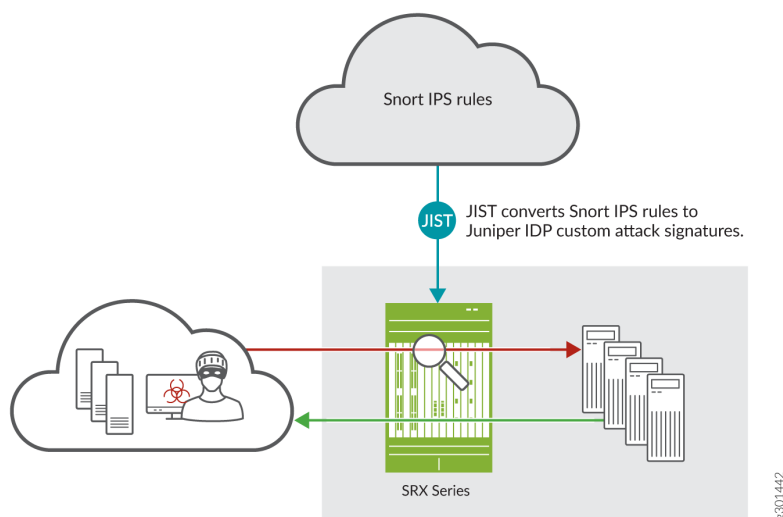 Snort IPS rules
JIST
JIST converts Snort IPS rules to
Juniper IDP custom attack signatures.
SRX Series